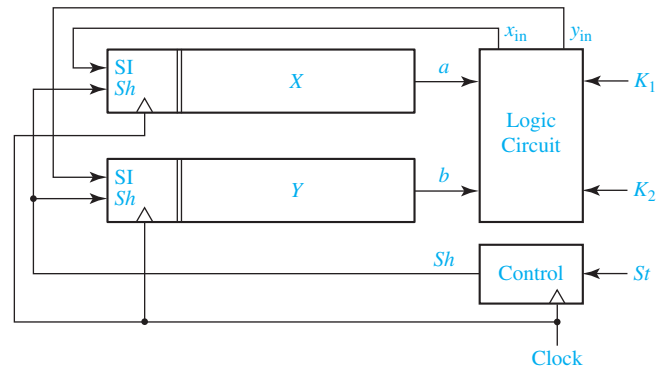 x_in y_in
SI
Sh
X
a
K_1
Logic
Circuit
SI
Sh
Y
b
K_2
Sh
Control
St
Clock